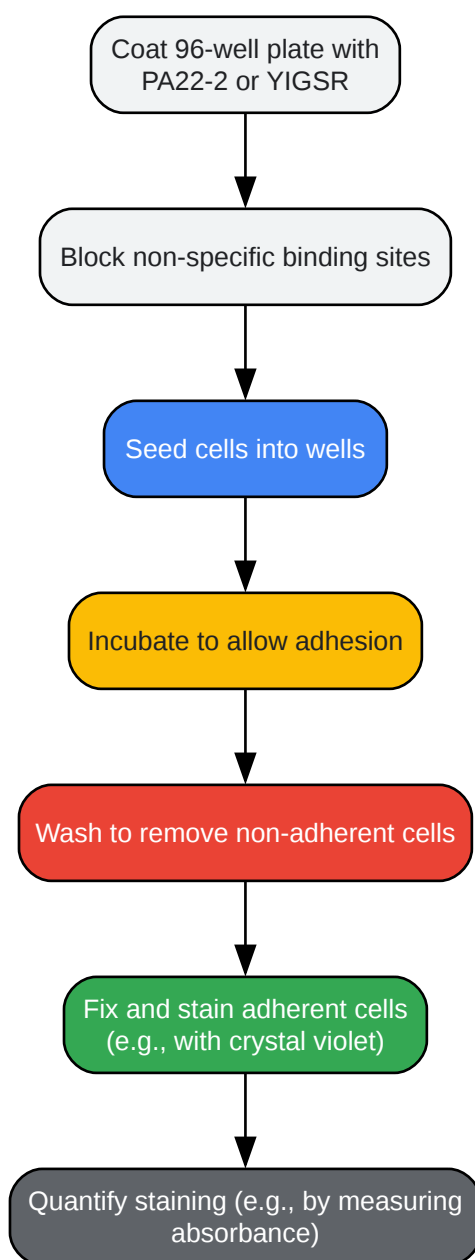 Coat 96-well plate with
PA22-2 or YIGSR
Block non-specific binding sites
Seed cells into wells
Incubate to allow adhesion
Wash to remove non-adherent cells
Fix and stain adherent cells
(e.g., with crystal violet)
Quantify staining (e.g., by measuring
absorbance)